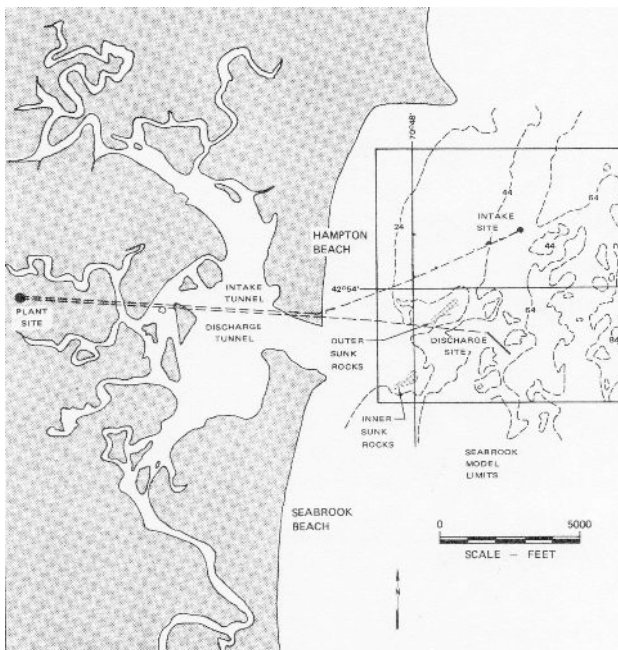 70°48'
44
64
INTAKE
SITE
24
44
HAMPTON
BEACH
42°54'
INTAKE
TUNNEL
PLANT
SITE
DISCHARGE
TUNNEL
64
OUTER
SUNK
ROCKS
DISCHARGE
SITE
84
INNER
SUNK
ROCKS
SEABROOK
MODEL
LIMITS
SEABROOK
BEACH
0 5000
SCALE – FEET
N